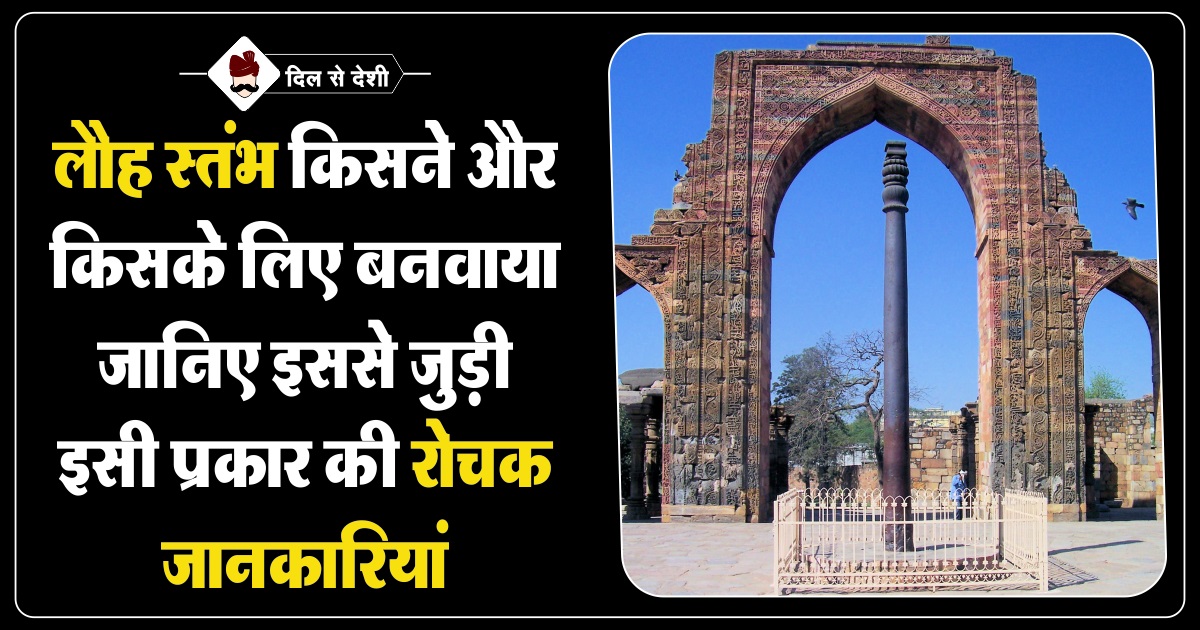 दिल से देशी
लौह स्तंभ किसने और
किसके लिए बनवाया
जानिए इससे जुड़ी
इसी प्रकार की रोचक
जानकारियां